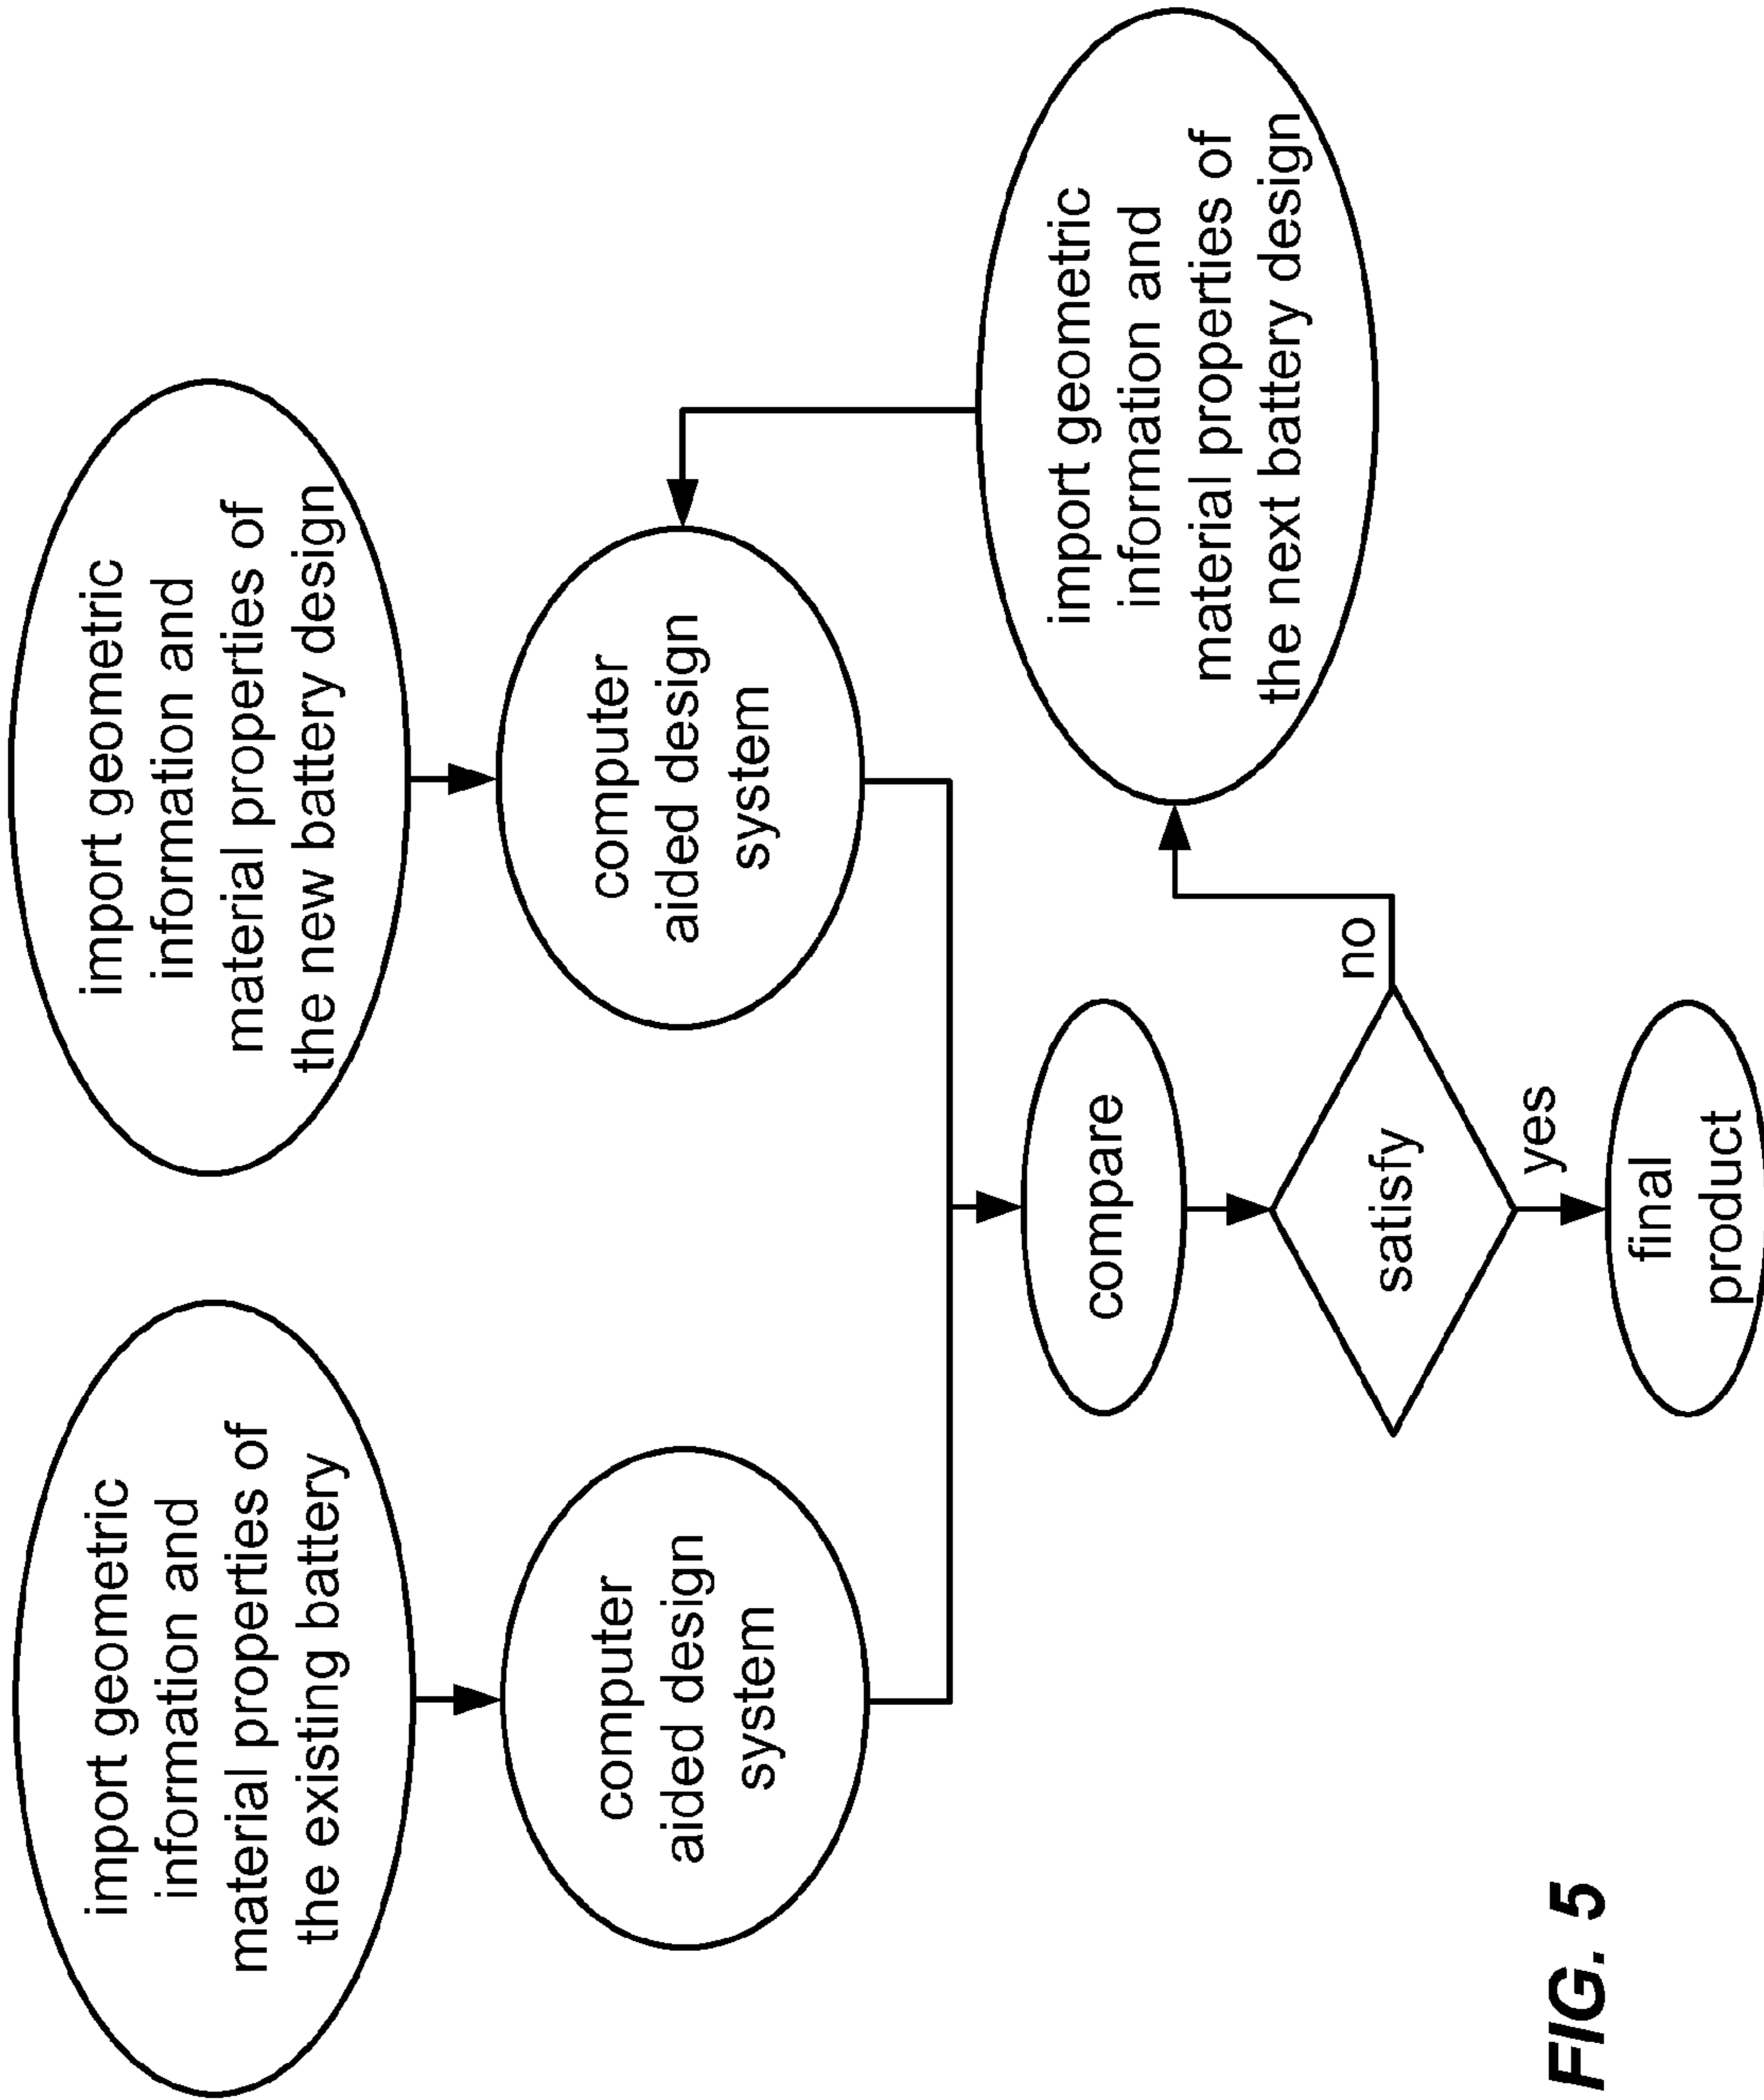 import geometric
information and
material properties of
the existing battery
import geometric
information and
material properties of
the new battery design
computer
aided design
system
computer
aided design
system
compare
import geometric
information and
material properties of
the next battery design
satisfy
no
yes
final
product
FIG. 5